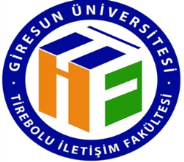 GİRESUN ÜNİVERSİTESİ
TİREBOLU İLETİŞİM FAKÜLTESİ